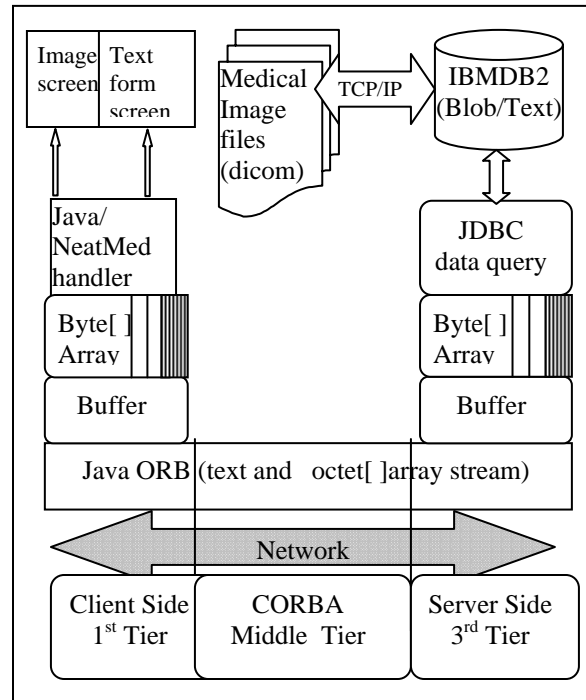 Image
screen
Text
form
screen
Medical
Image
files
(dicom)
TCP/IP
IBMDB2
(Blob/Text)
Java/
NeatMed
handler
JDBC
data query
Byte[ ]
Array
Byte[ ]
Array
Buffer
Buffer
Java ORB (text and octet[ ]array stream)
Network
Client Side
1st Tier
CORBA
Middle Tier
Server Side
3rd Tier